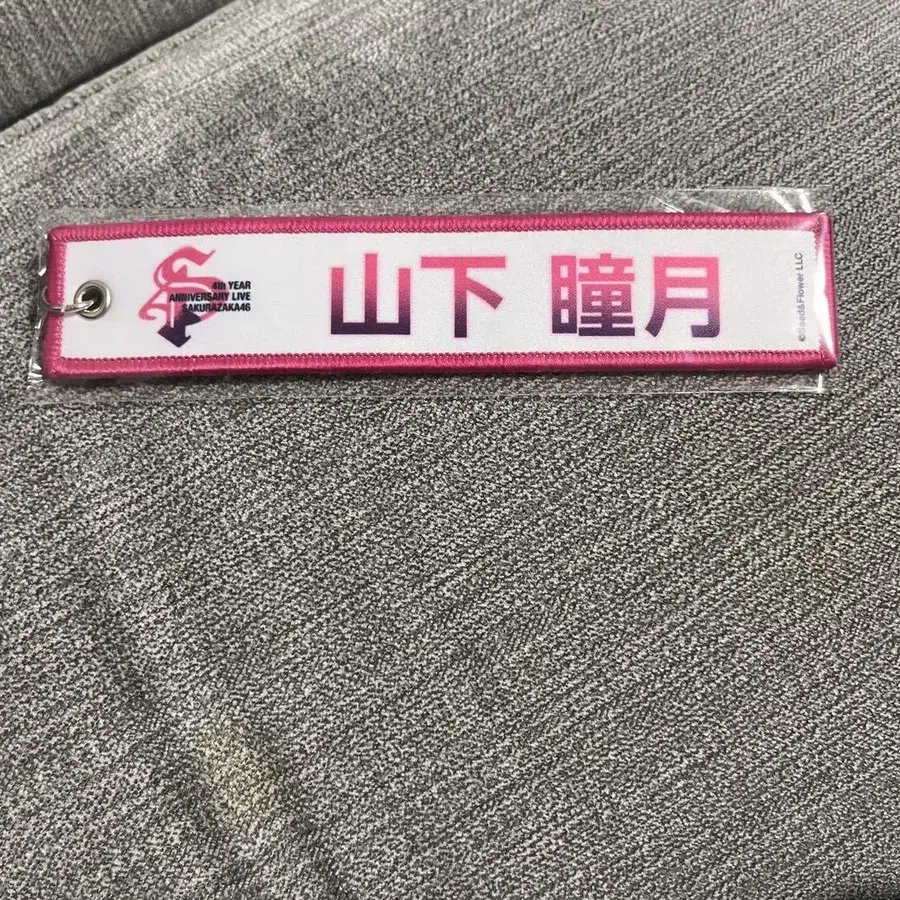 4th YEAR
ANNIVERSARY LIVE
SAKURAZAKA46
山下 瞳月
©Seed&Flower LLC